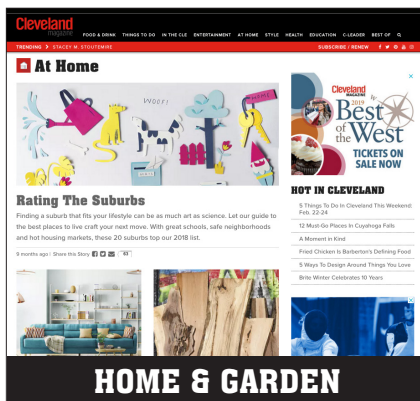 Cleveland
magazine
FOOD & DRINK THINGS TO DO IN THE CLE ENTERTAINMENT AT HOME STYLE HEALTH EDUCATION C-LEADER BEST OF
TRENDING > STACEY M. STOUTEMIRE
SUBSCRIBE / RENEW
At Home
WOOF!
HOME
Rating The Suburbs
Finding a suburb that fits your lifestyle can be as much art as science. Let our guide to
the best places to live craft your next move. With great schools, safe neighborhoods
and hot housing markets, these 20 suburbs top our 2018 list.
9 months ago | Share this Story 63
Cleveland
MAGAZINE
2019
Best
of the West
TICKETS ON
SALE NOW
HOT IN CLEVELAND
5 Things To Do In Cleveland This Weekend:
Feb. 22-24
12 Must-Go Places In Cuyahoga Falls
A Moment in Kind
Fried Chicken Is Barberton's Defining Food
5 Ways To Design Around Things You Love
Brite Winter Celebrates 10 Years
HOME & GARDEN